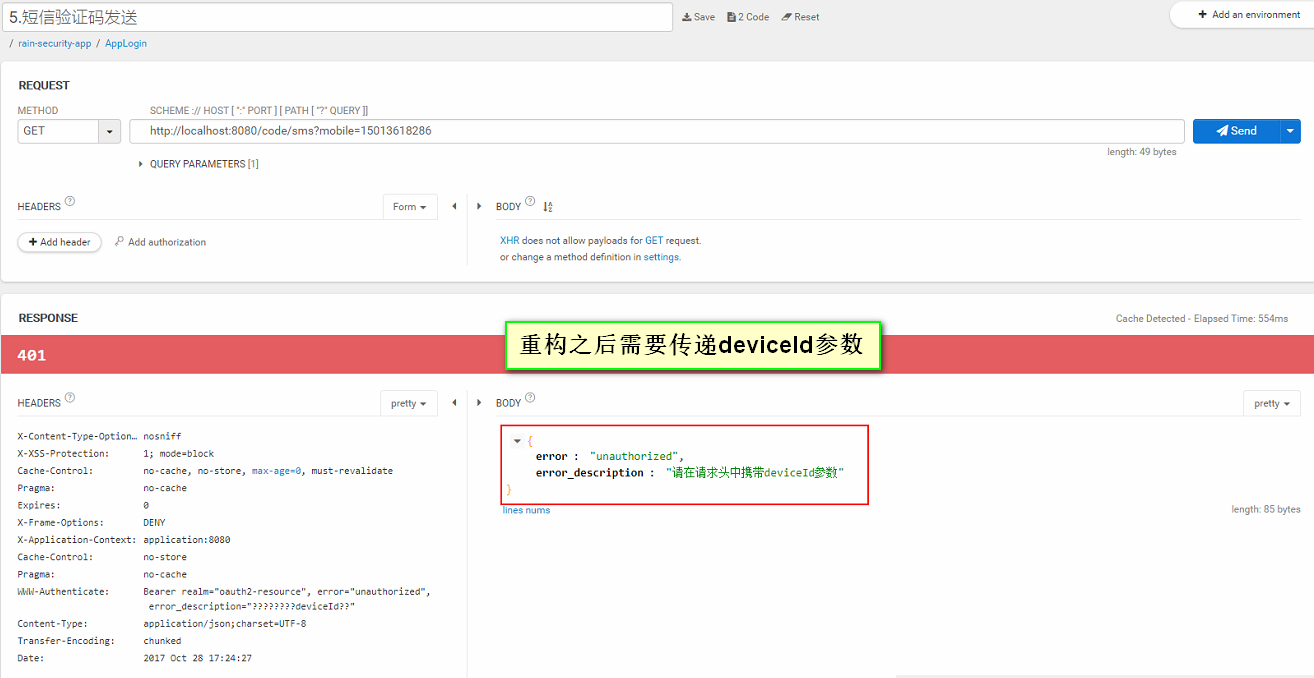 5.短信验证码发送
Save 2 Code Reset
Add an environment
/ rain-security-app / AppLogin
REQUEST
METHOD
SCHEME :// HOST [ ":" PORT ] [ PATH [ "?" QUERY ]]
GET
http://localhost:8080/code/sms?mobile=15013618286
Send
length: 49 bytes
QUERY PARAMETERS [1]
HEADERS ?
Form
BODY ?
Add header
Add authorization
XHR does not allow payloads for GET request.
or change a method definition in settings.
RESPONSE
Cache Detected - Elapsed Time: 554ms
401
重构之后需要传递deviceId参数
HEADERS ?
pretty
BODY ?
pretty
X-Content-Type-Option… nosniff
X-XSS-Protection: 1; mode=block
Cache-Control: no-cache, no-store, max-age=0, must-revalidate
Pragma: no-cache
Expires: 0
X-Frame-Options: DENY
X-Application-Context: application:8080
Cache-Control: no-store
Pragma: no-cache
WWW-Authenticate: Bearer realm="oauth2-resource", error="unauthorized",
error_description="????????deviceId??"
Content-Type: application/json;charset=UTF-8
Transfer-Encoding: chunked
Date: 2017 Oct 28 17:24:27
{
error : "unauthorized",
error_description : "请在请求头中携带deviceId参数"
}
lines nums
length: 85 bytes